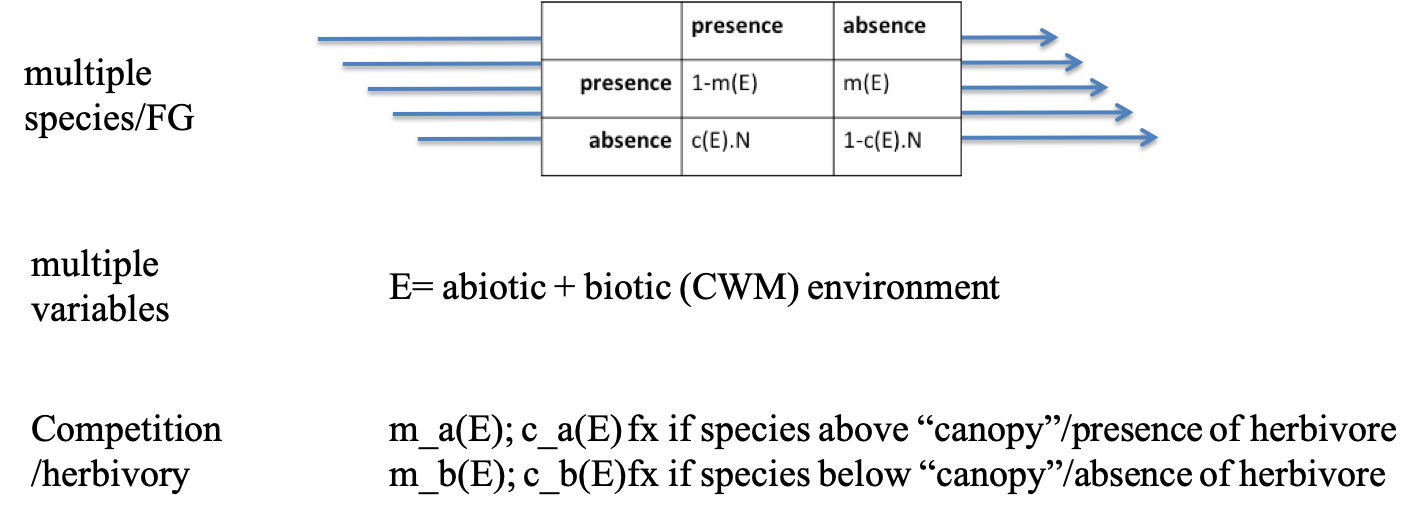 presence absence
multiple
species/FG
presence 1-m(E) m(E)
absence c(E).N 1-c(E).N
multiple
variables
E= abiotic + biotic (CWM) environment
Competition
/herbivory
m_a(E); c_a(E) fx if species above “canopy”/presence of herbivore
m_b(E); c_b(E)fx if species below “canopy”/absence of herbivore